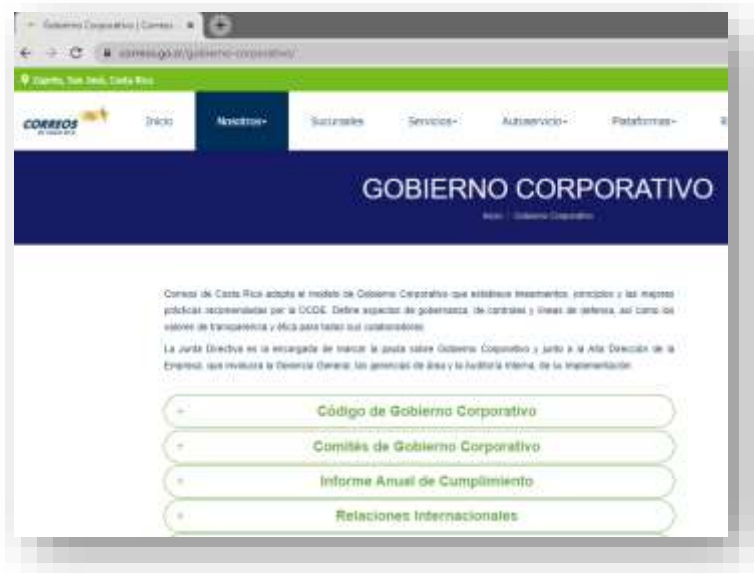 Gobierno Corporativo | Correos
correos.go.cr/gobierno-corporativo/
Zapote, San José, Costa Rica
CORREOS
Inicio
Nosotros
Sucursales
Servicios
Autoservicio
Plataformas
GOBIERNO CORPORATIVO
Inicio / Gobierno Corporativo
Correos de Costa Rica adopta el modelo de Gobierno Corporativo que establece lineamientos, principios y las mejores
prácticas recomendadas por la OCDE. Define aspectos de gobernanza, de controles y líneas de defensa, así como los
valores de transparencia y ética para todos sus colaboradores.
La Junta Directiva es la encargada de marcar la pauta sobre Gobierno Corporativo y junto a la Alta Dirección de la
Empresa, que involucra la Gerencia General, las gerencias de área y la Auditoría Interna, de su implementación.
Código de Gobierno Corporativo
Comités de Gobierno Corporativo
Informe Anual de Cumplimiento
Relaciones Internacionales